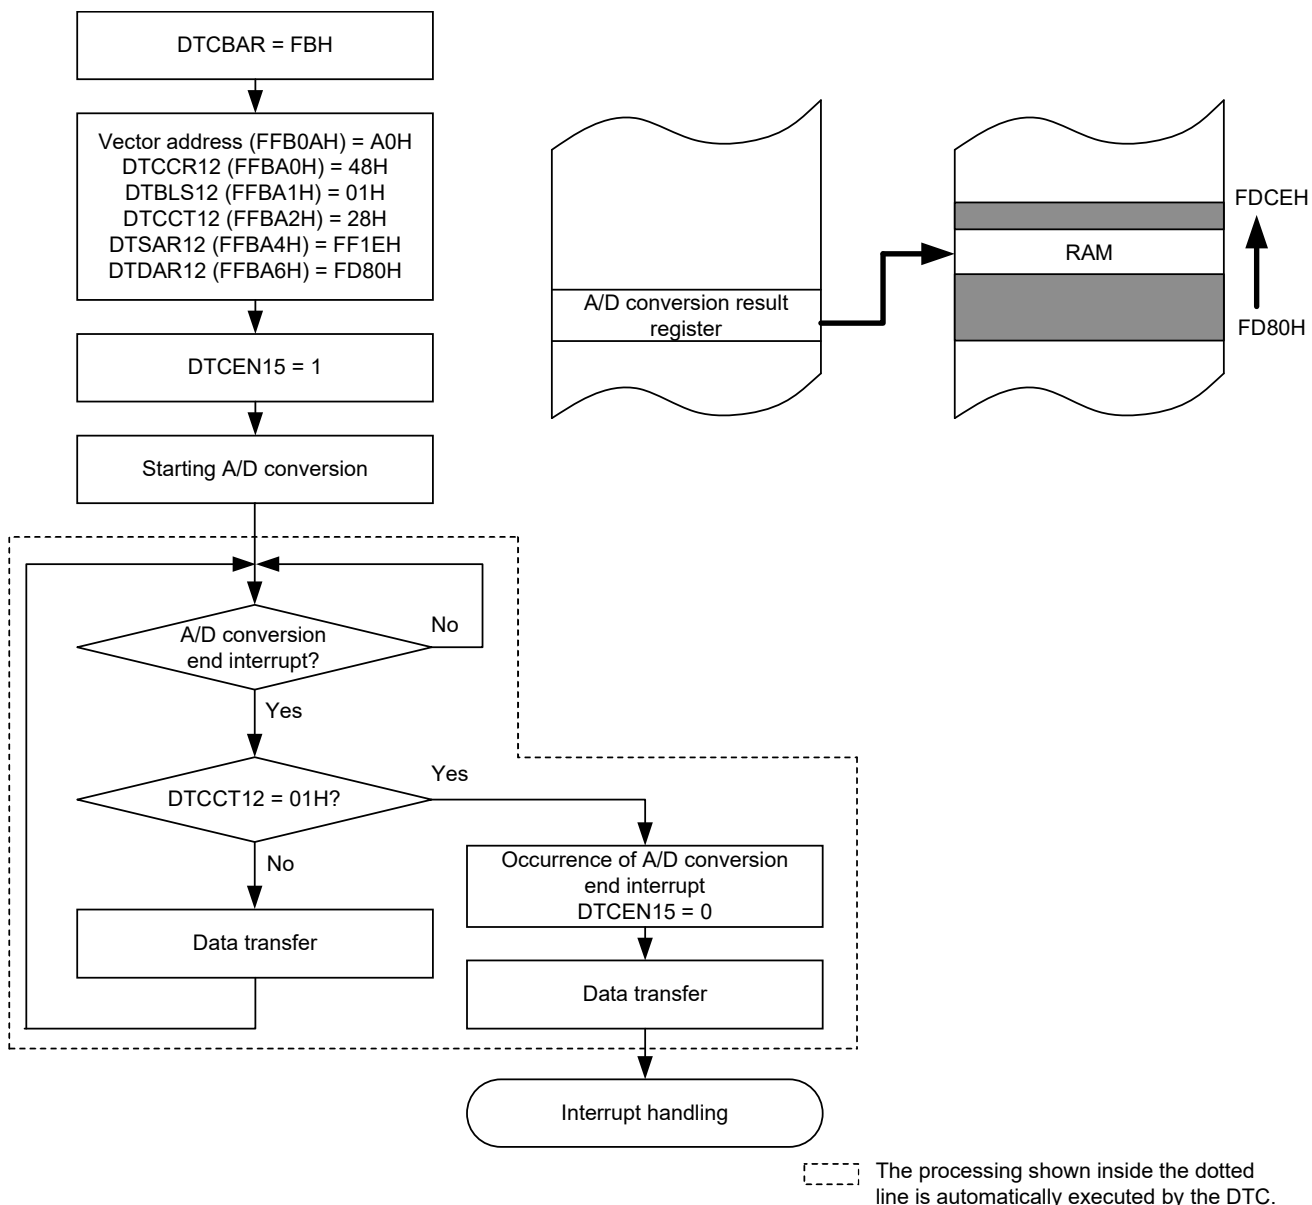 DTCBAR = FBH
Vector address (FFB0AH) = A0H
DTCCR12 (FFBA0H) = 48H
DTBLS12 (FFBA1H) = 01H
DTCCT12 (FFBA2H) = 28H
DTSAR12 (FFBA4H) = FF1EH
DTDAR12 (FFBA6H) = FD80H
DTCEN15 = 1
Starting A/D conversion
A/D conversion
end interrupt?
No
Yes
DTCCT12 = 01H?
Yes
No
Data transfer
Occurrence of A/D conversion
end interrupt
DTCEN15 = 0
Data transfer
Interrupt handling
A/D conversion result
register
RAM
FDCEH
FD80H
The processing shown inside the dotted
line is automatically executed by the DTC.